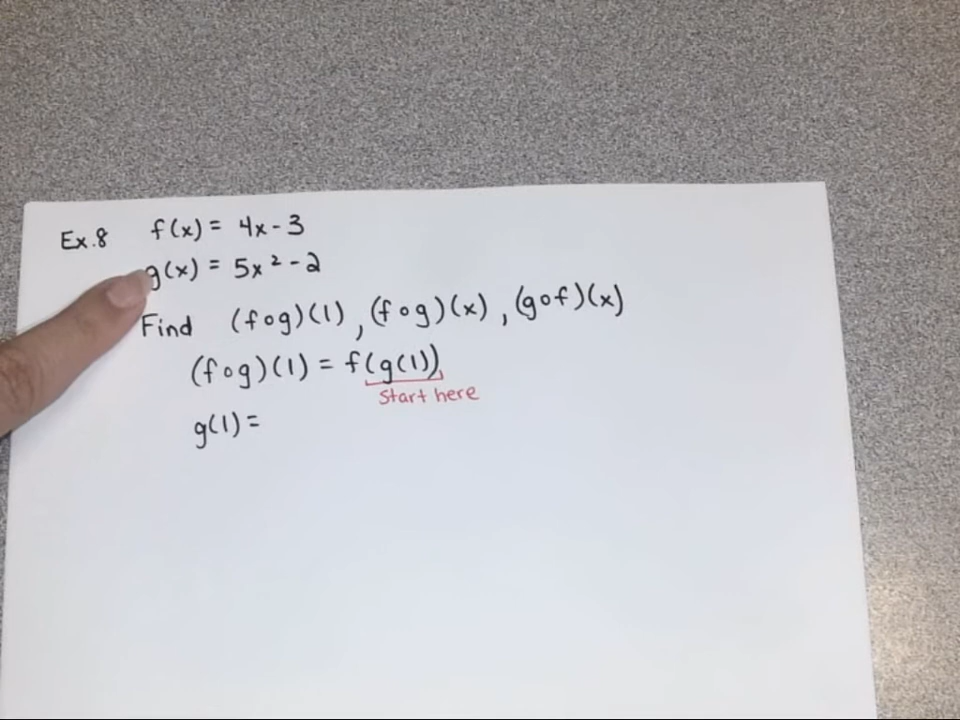 Ex.8 f(x) = 4x - 3
g(x) = 5x² - 2
Find (f∘g)(1), (f∘g)(x), (g∘f)(x)
(f∘g)(1) = f(g(1))
Start here
g(1) =